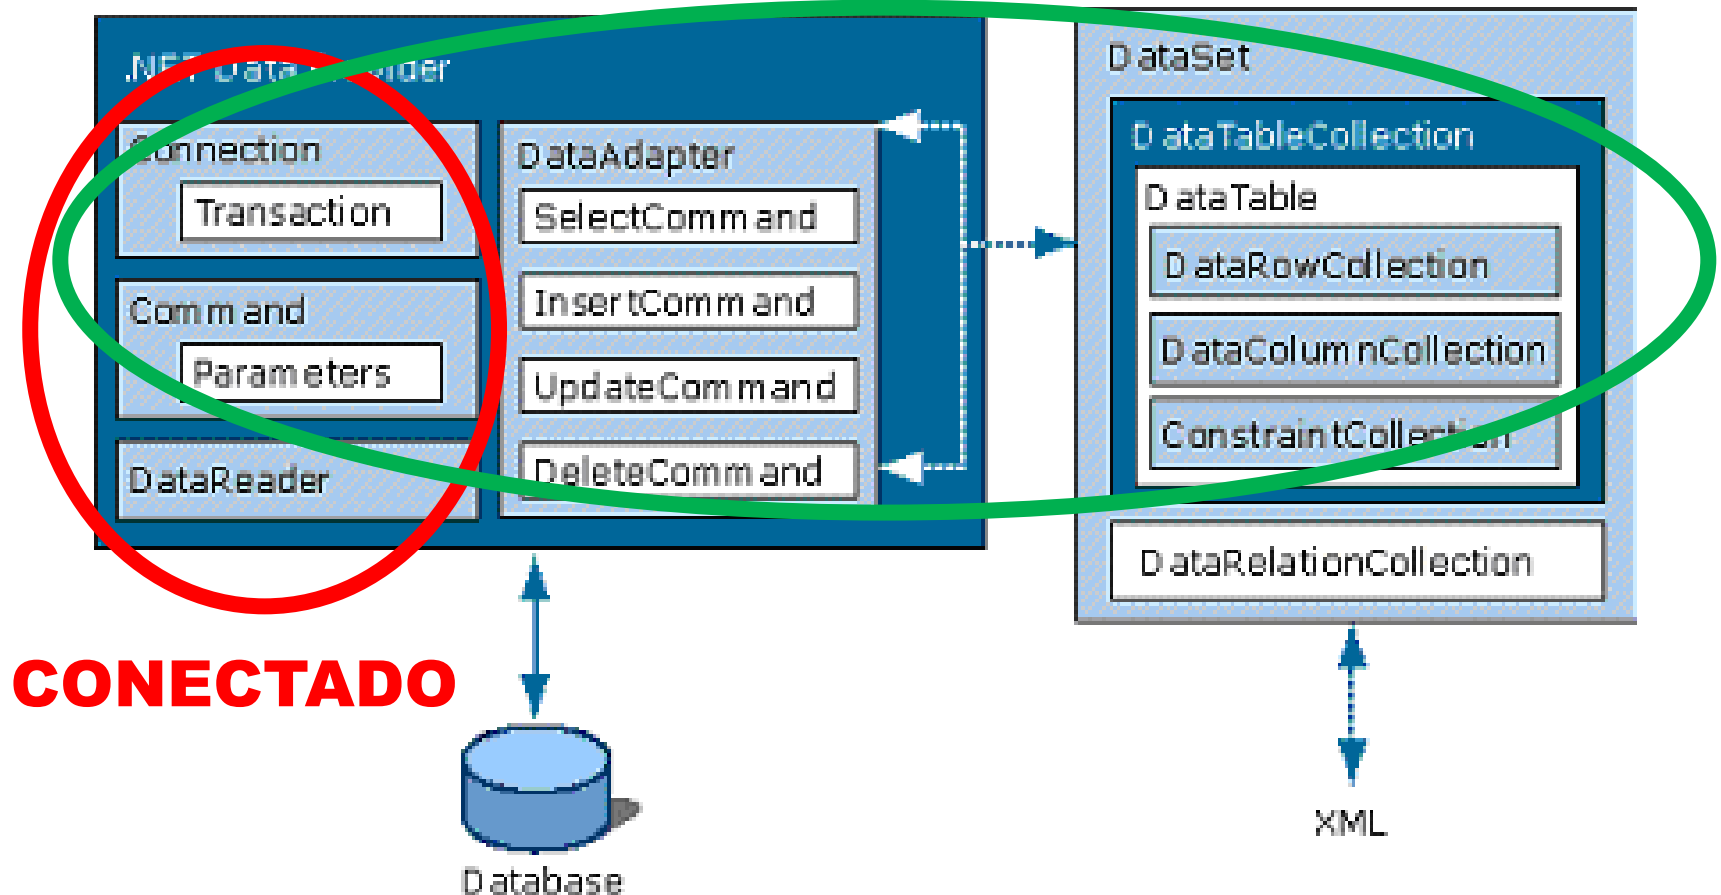 .NET Data Provider
Connection
Transaction
Command
Parameters
DataReader
DataAdapter
SelectCommand
InsertCommand
UpdateCommand
DeleteCommand
DataSet
DataTableCollection
DataTable
DataRowCollection
DataColumnCollection
ConstraintCollection
DataRelationCollection
CONECTADO
Database
XML